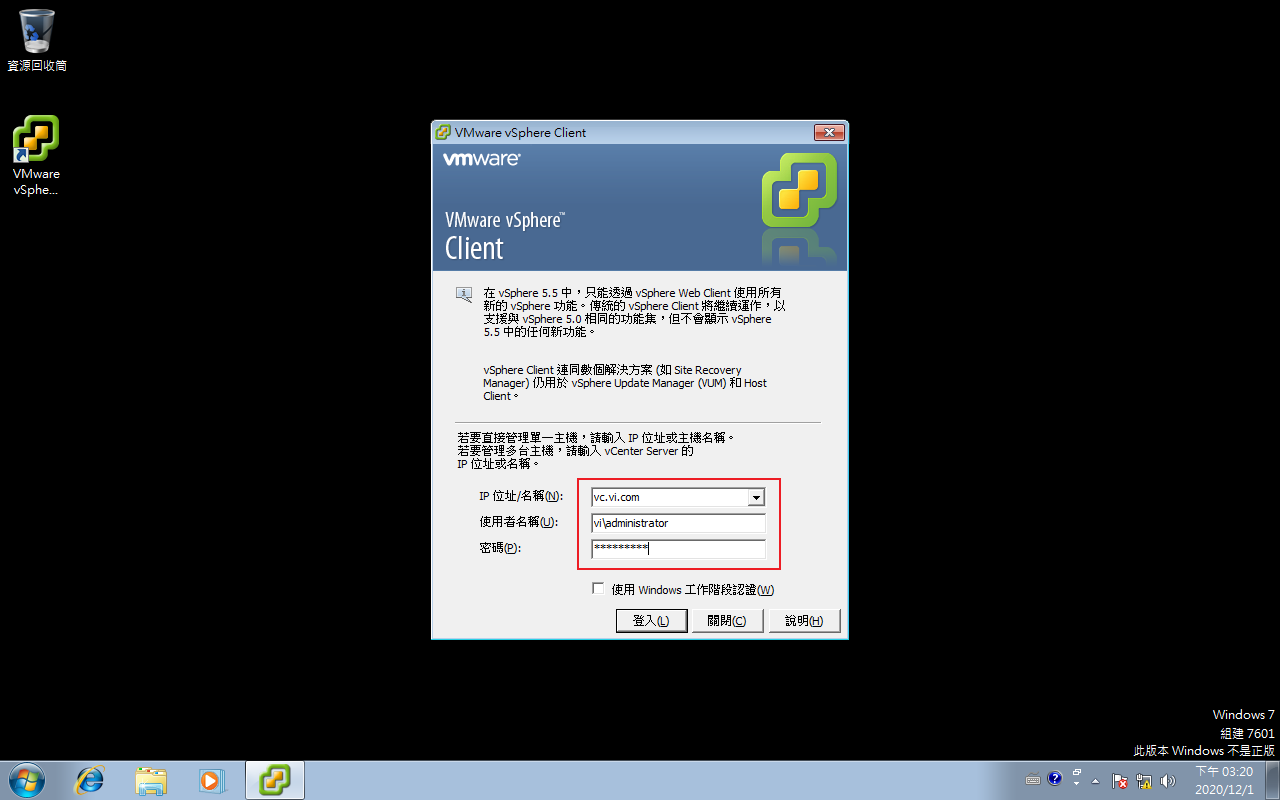 資源回收筒
VMware
vSphe...
VMware vSphere Client
vmware
VMware vSphere™
Client
在 vSphere 5.5 中，只能透過 vSphere Web Client 使用所有
新的 vSphere 功能。傳統的 vSphere Client 將繼續運作，以
支援與 vSphere 5.0 相同的功能集，但不會顯示 vSphere
5.5 中的任何新功能。
vSphere Client 連同數個解決方案 (如 Site Recovery
Manager) 仍用於 vSphere Update Manager (VUM) 和 Host
Client。
若要直接管理單一主機，請輸入 IP 位址或主機名稱。
若要管理多台主機，請輸入 vCenter Server 的
IP 位址或名稱。
IP 位址/名稱(N): vc.vi.com
使用者名稱(U): vi\administrator
密碼(P): *********
使用 Windows 工作階段認證(W)
登入(L) 關閉(C) 說明(H)
Windows 7
組建 7601
此版本 Windows 不是正版
下午 03:20
2020/12/1